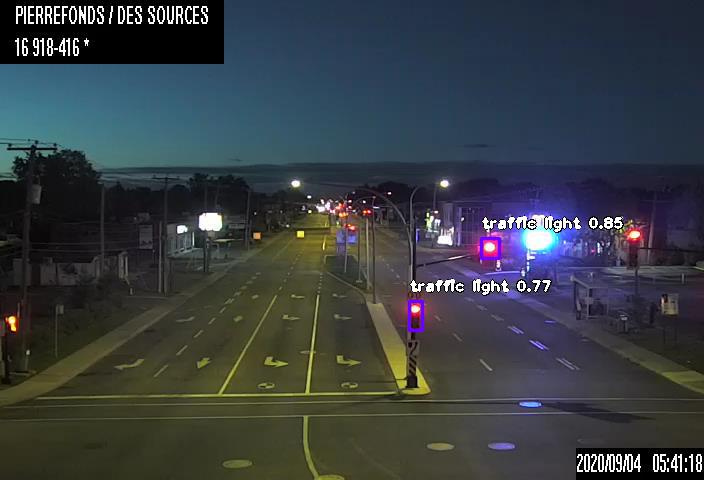 PIERREFONDS / DES SOURCES
16 918-416 *
traffic light 0.85
traffic light 0.77
2020/09/04 05:41:18